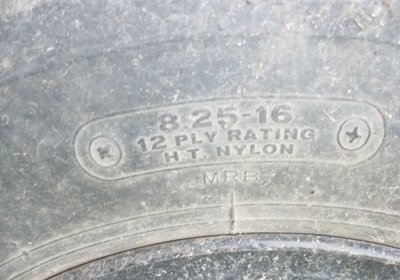 8.25-16
12 PLY RATING
H.T. NYLON
MRB